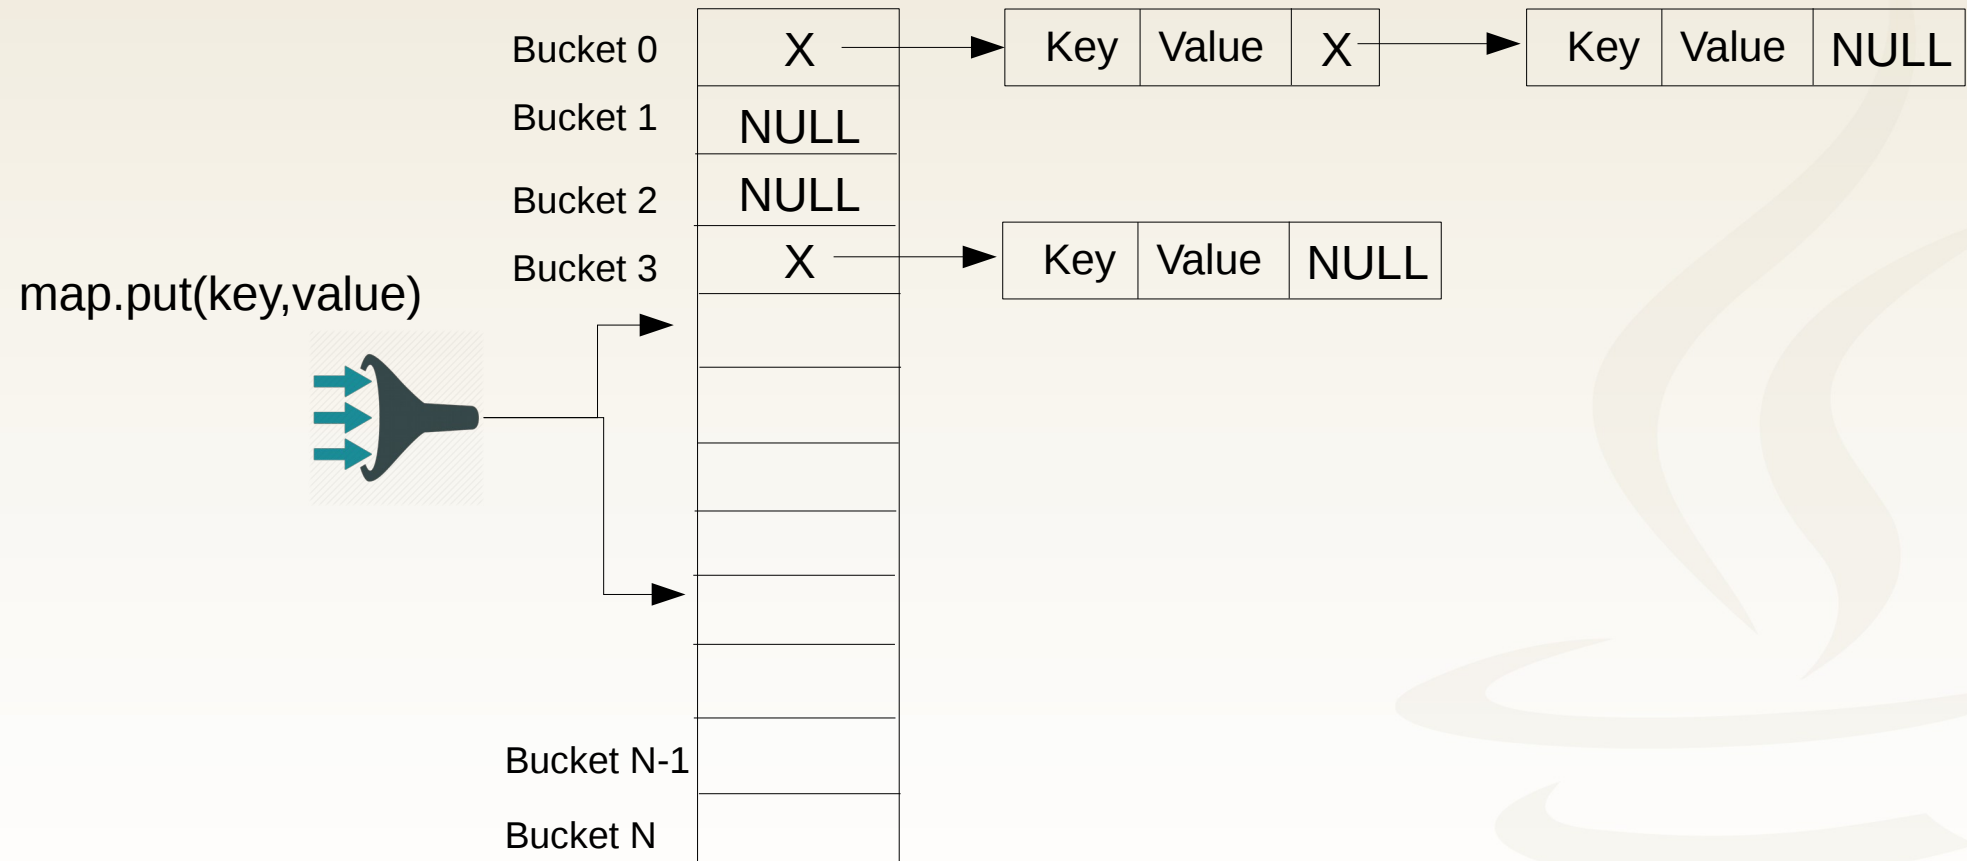 Bucket 0 X Key Value X Key Value NULL
Bucket 1 NULL
Bucket 2 NULL
Bucket 3 X Key Value NULL
map.put(key,value)
Bucket N-1
Bucket N